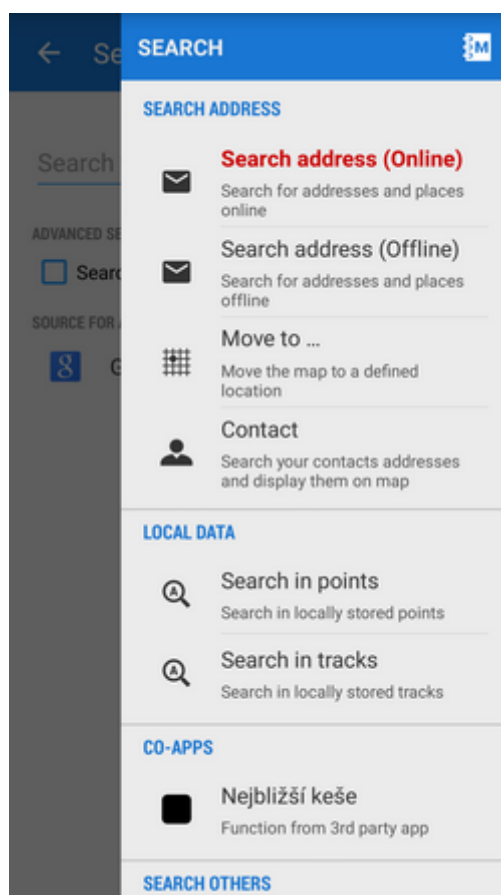 Se
SEARCH
M
SEARCH ADDRESS
Search
Search address (Online)
Search for addresses and places
online
ADVANCED SE
Searc
Search address (Offline)
Search for addresses and places
offline
SOURCE FOR A
G
Move to ...
Move the map to a defined
location
Contact
Search your contacts addresses
and display them on map
LOCAL DATA
A
Search in points
Search in locally stored points
A
Search in tracks
Search in locally stored tracks
CO-APPS
Nejbližší keše
Function from 3rd party app
SEARCH OTHERS